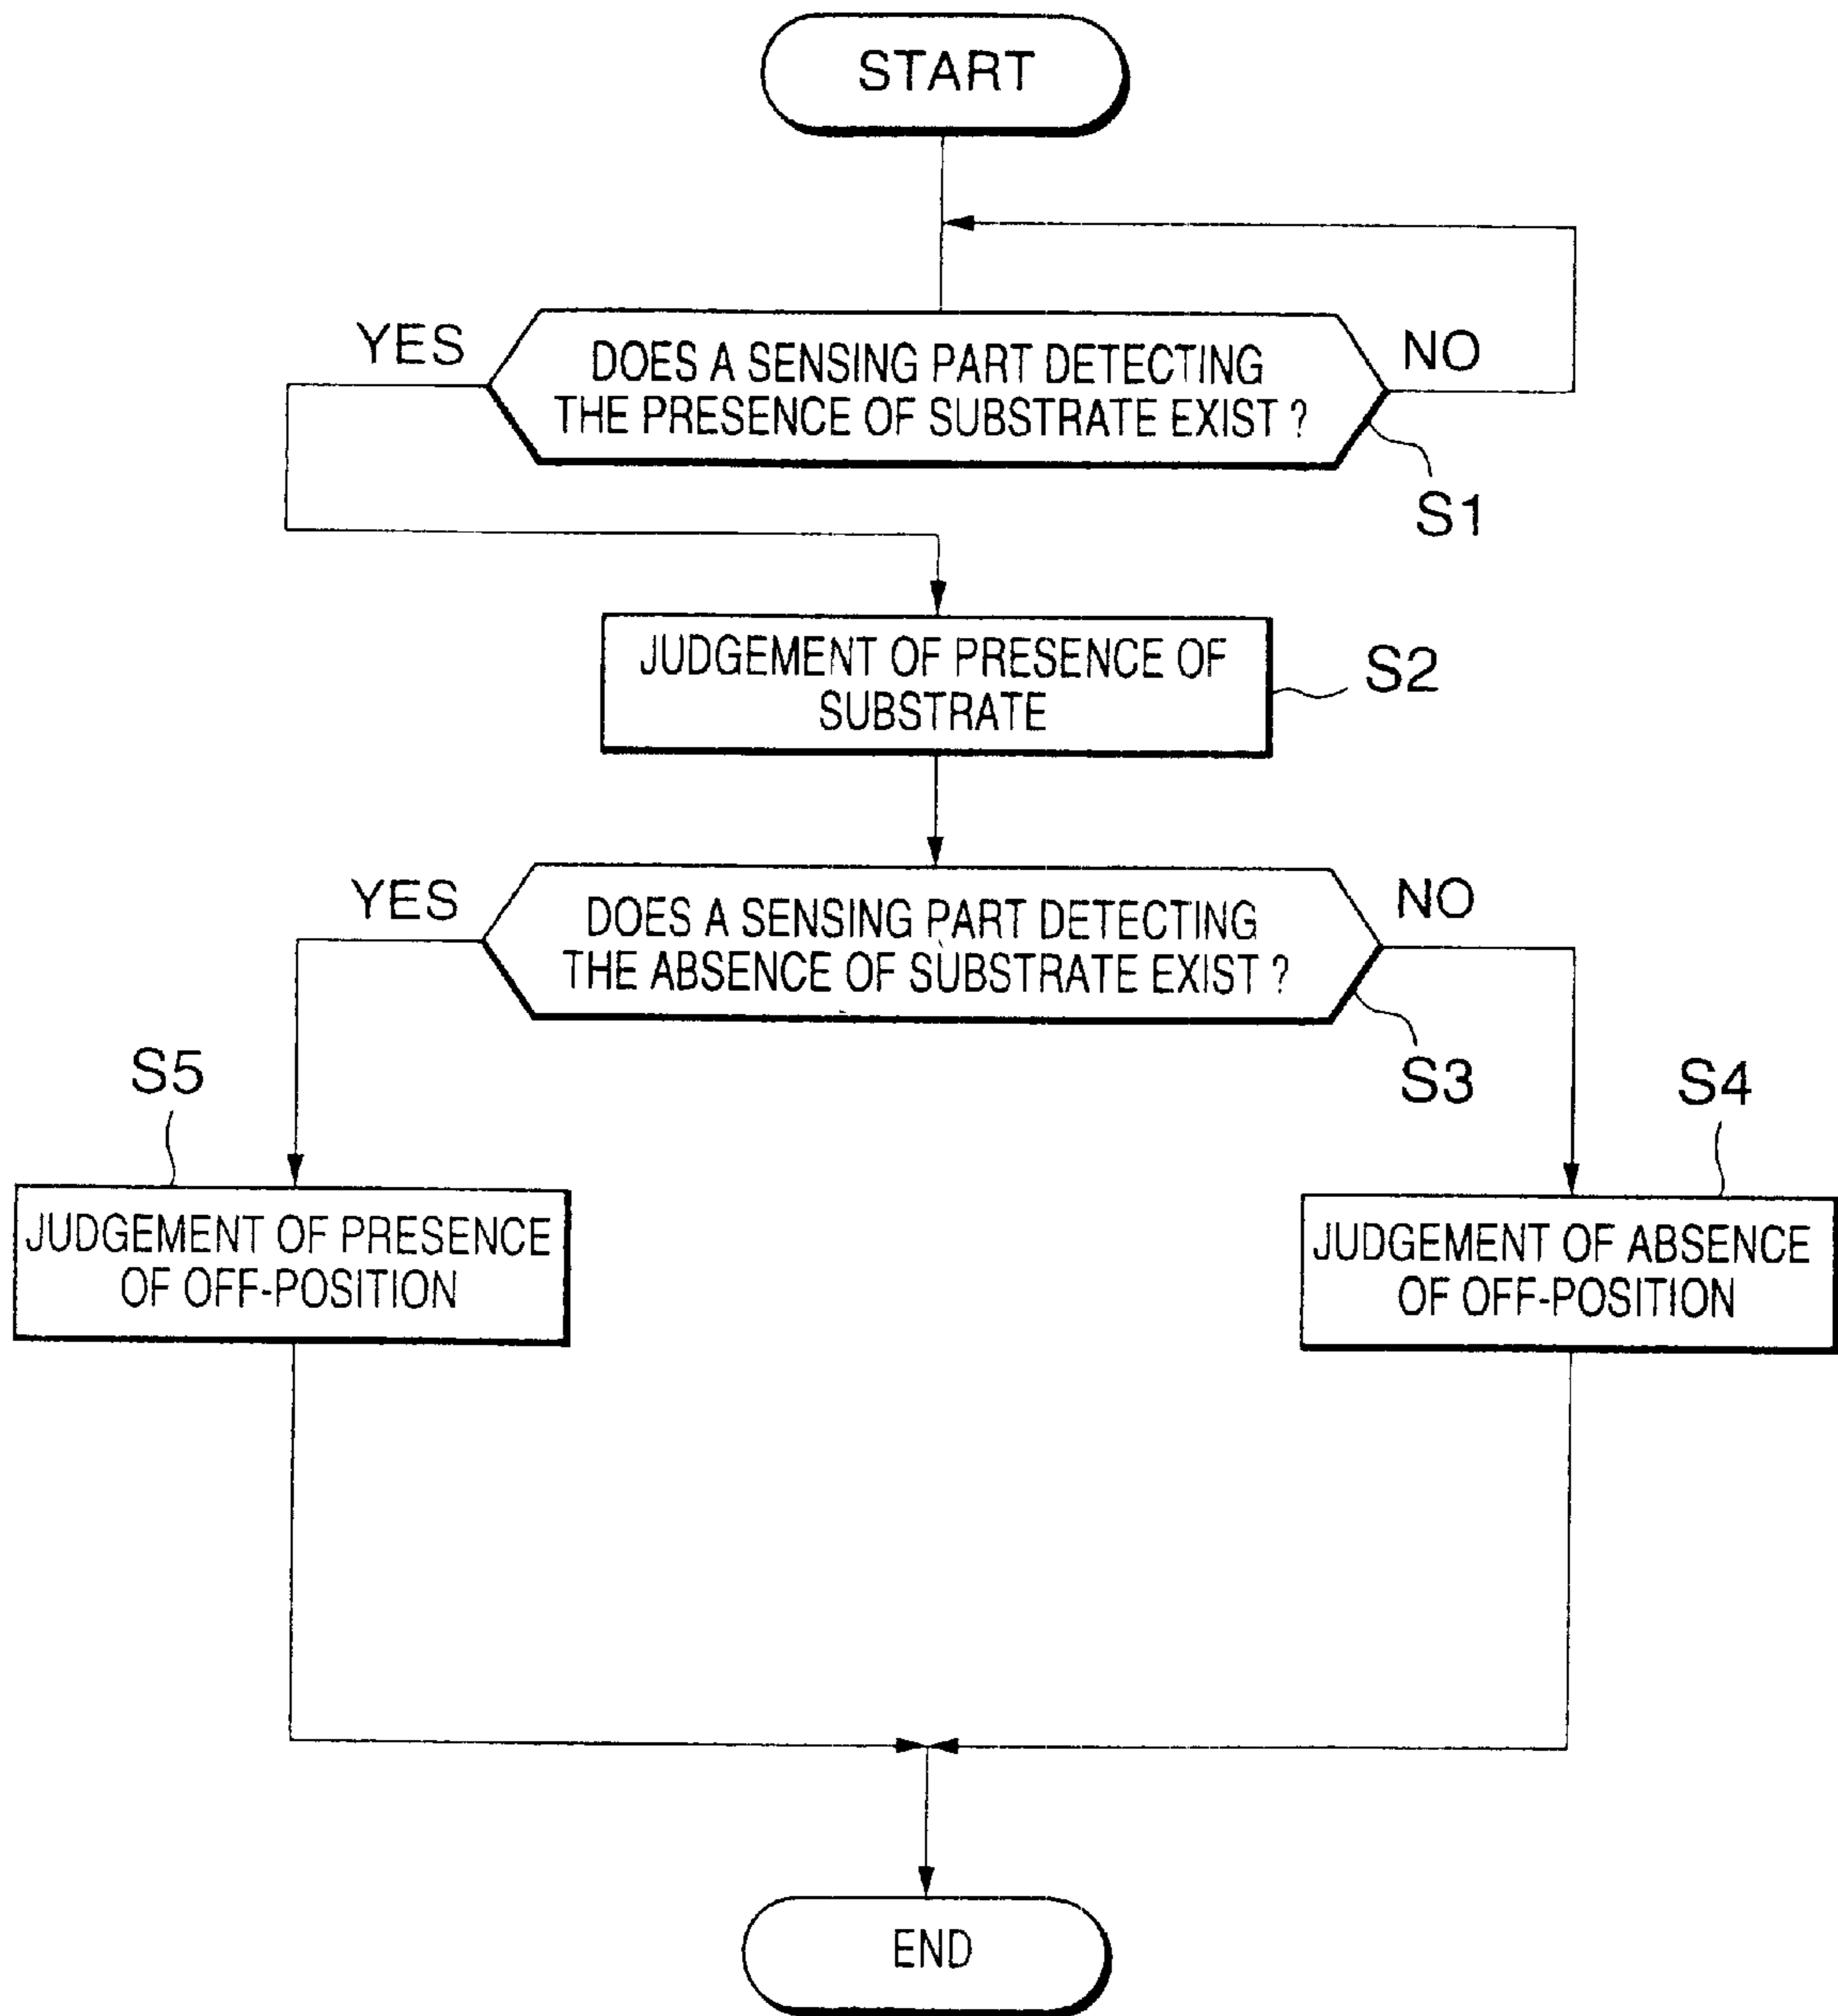 START
YES
DOES A SENSING PART DETECTING
THE PRESENCE OF SUBSTRATE EXIST ?
NO
S1
JUDGEMENT OF PRESENCE OF
SUBSTRATE
S2
YES
DOES A SENSING PART DETECTING
THE ABSENCE OF SUBSTRATE EXIST ?
NO
S3
S5
S4
JUDGEMENT OF PRESENCE
OF OFF-POSITION
JUDGEMENT OF ABSENCE
OF OFF-POSITION
END